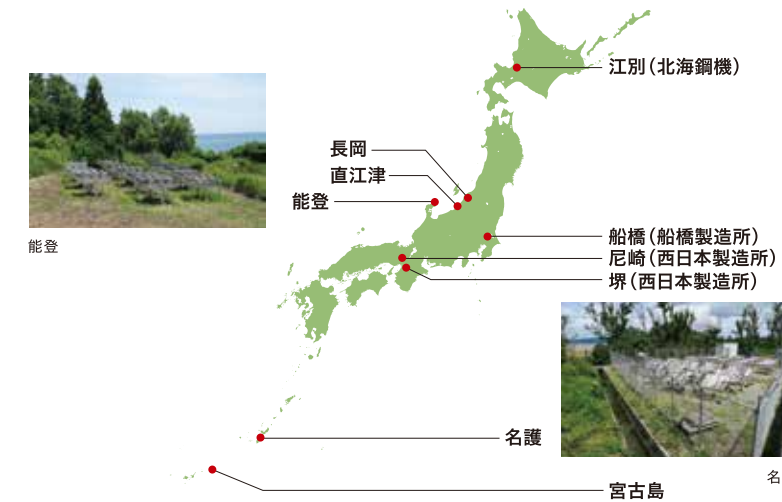 江別（北海鋼機）
長岡
直江津
能登
能登
船橋（船橋製造所）
尼崎（西日本製造所）
堺（西日本製造所）
名護
名
宮古島